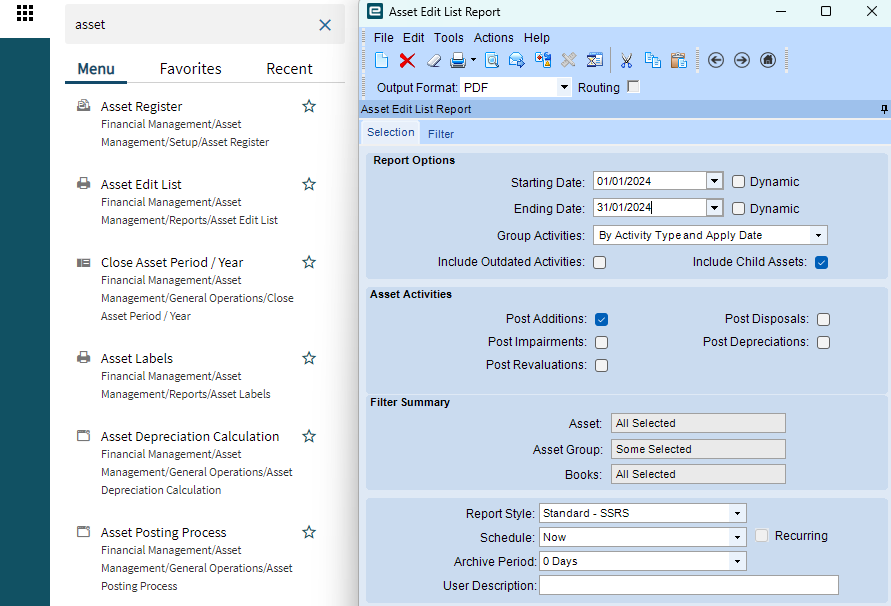 asset
Menu Favorites Recent
Asset Register
Financial Management/Asset
Management/Setup/Asset Register
Asset Edit List
Financial Management/Asset
Management/Reports/Asset Edit List
Close Asset Period / Year
Financial Management/Asset
Management/General Operations/Close
Asset Period / Year
Asset Labels
Financial Management/Asset
Management/Reports/Asset Labels
Asset Depreciation Calculation
Financial Management/Asset
Management/General Operations/Asset
Depreciation Calculation
Asset Posting Process
Financial Management/Asset
Management/General Operations/Asset
Posting Process
Asset Edit List Report
File Edit Tools Actions Help
Output Format: PDF Routing
Asset Edit List Report
Selection Filter
Report Options
Starting Date: 01/01/2024 Dynamic
Ending Date: 31/01/2024 Dynamic
Group Activities: By Activity Type and Apply Date
Include Outdated Activities: Include Child Assets:
Asset Activities
Post Additions: Post Disposals:
Post Impairments: Post Depreciations:
Post Revaluations:
Filter Summary
Asset: All Selected
Asset Group: Some Selected
Books: All Selected
Report Style: Standard - SSRS
Schedule: Now Recurring
Archive Period: 0 Days
User Description: